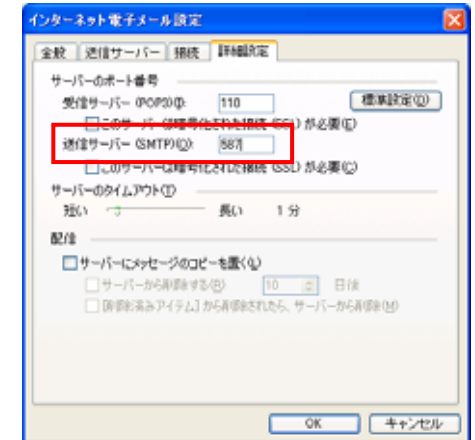 インターネット電子メール設定
全般 送信サーバー 接続 詳細設定
サーバーのポート番号
受信サーバー (POP3)(I): 110 標準設定(D)
このサーバーは暗号化された接続 (SSL) が必要(E)
送信サーバー (SMTP)(O): 587
このサーバーは暗号化された接続 (SSL) が必要(C)
サーバーのタイムアウト(T)
短い 長い 1 分
配信
サーバーにメッセージのコピーを置く(L)
サーバーから削除する(R) 10 日後
[削除済みアイテム] から削除されたら、サーバーから削除(M)
OK キャンセル